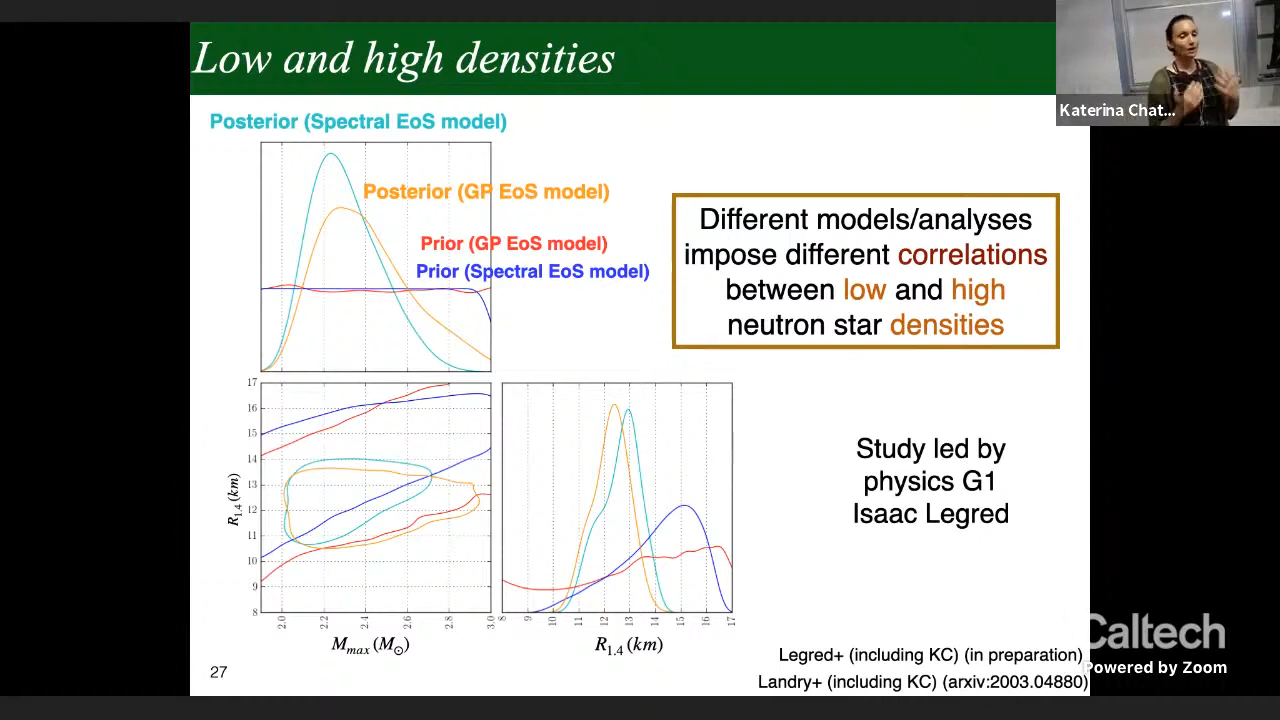 Low and high densities
Katerina Chat...
Posterior (Spectral EoS model)
Posterior (GP EoS model)
Prior (GP EoS model)
Prior (Spectral EoS model)
Different models/analyses
impose different correlations
between low and high
neutron star densities
17
16
15
14
13
12
11
10
9
8
R1.4 (km)
2.0
2.2
2.4
2.6
2.8
3.0
Mmax (M⊙)
8
9
10
11
12
13
14
15
16
17
R1.4 (km)
Study led by
physics G1
Isaac Legred
Caltech
Powered by Zoom
Legred+ (including KC) (in preparation)
Landry+ (including KC) (arxiv:2003.04880)
27